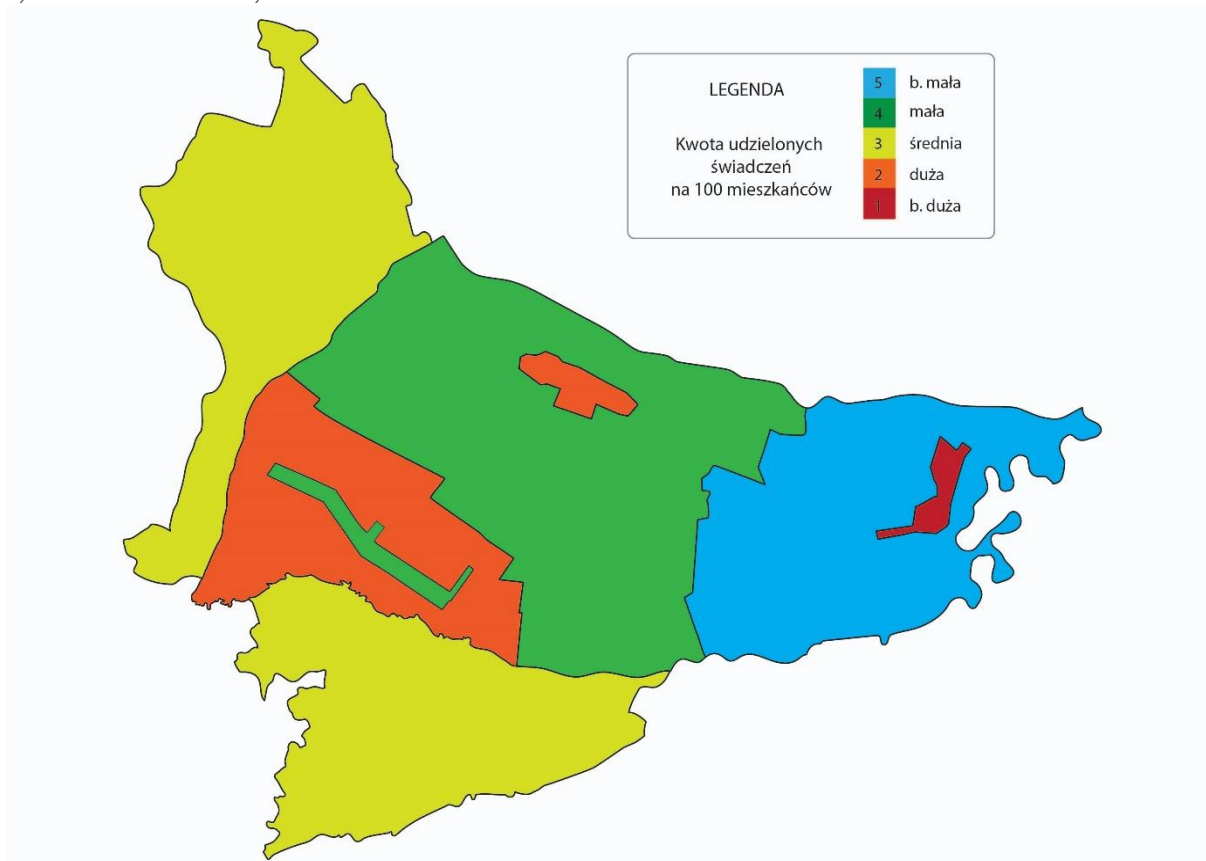 LEGENDA
Kwota udzielonych
świadczeń
na 100 mieszkańców
5 b. mała
4 mała
3 średnia
2 duża
1 b. duża